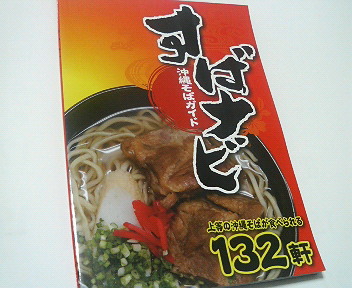 すばナビ
沖縄そばガイド
上等の沖縄そばが食べられる
132軒